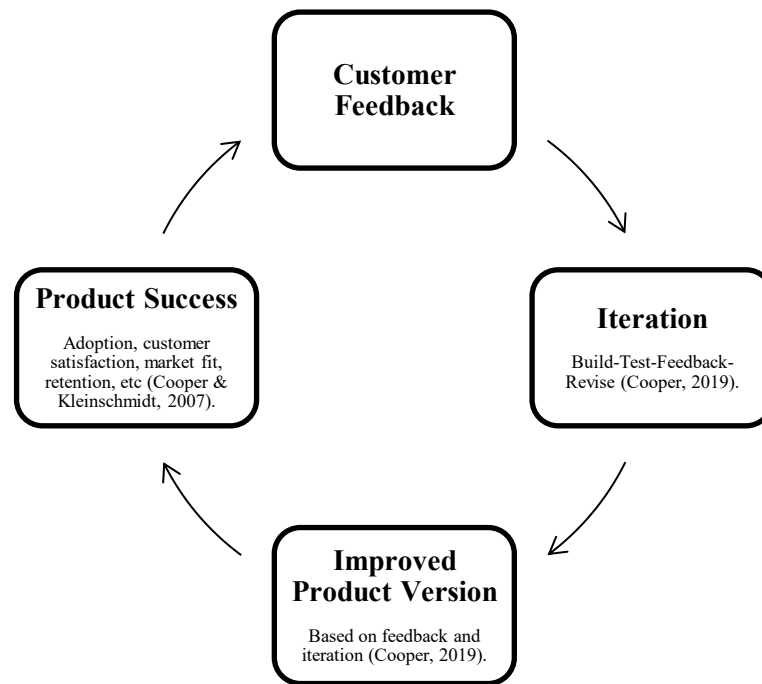 Customer
Feedback
Iteration
Build-Test-Feedback-
Revise (Cooper, 2019).
Improved
Product Version
Based on feedback and
iteration (Cooper, 2019).
Product Success
Adoption, customer
satisfaction, market fit,
retention, etc (Cooper &
Kleinschmidt, 2007).